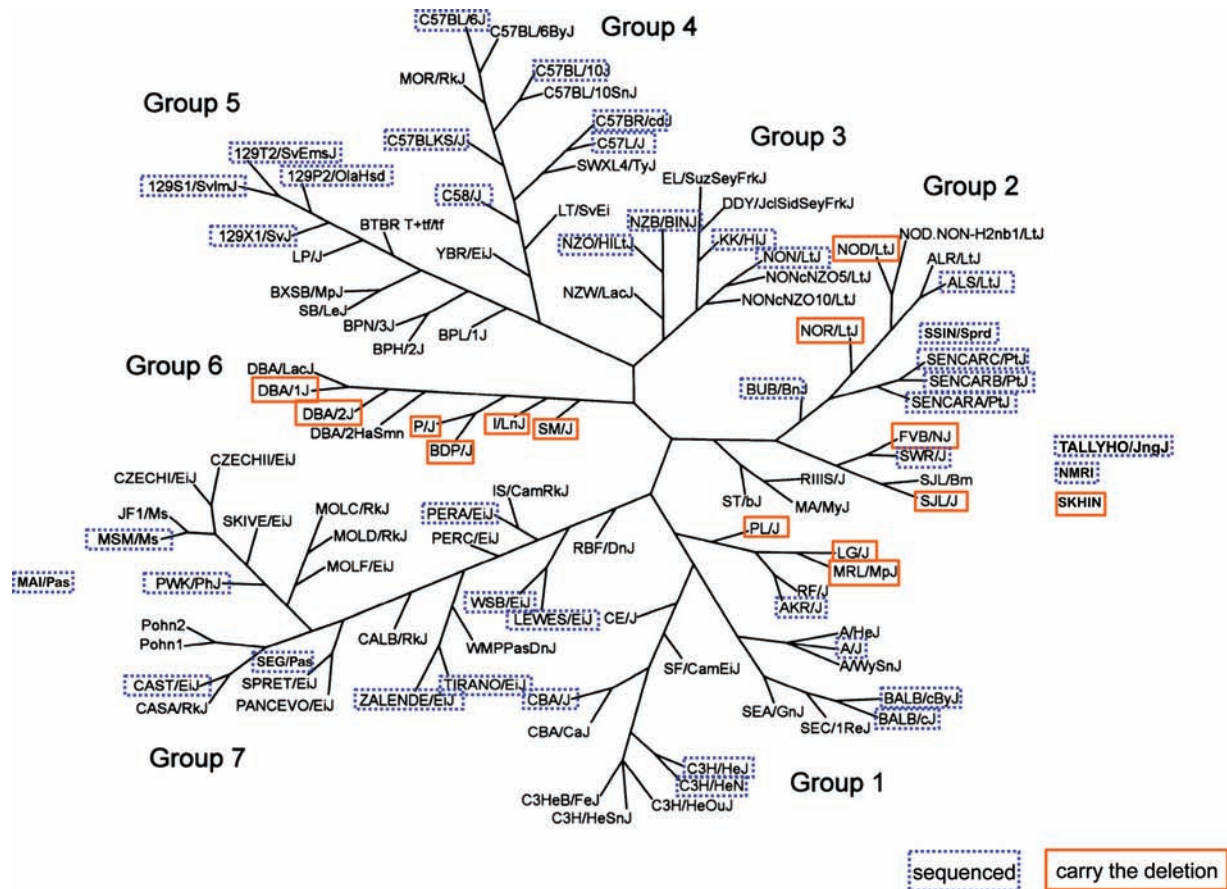 Group 4
C57BL/6J
C57BL/6ByJ
MOR/RkJ
C57BL/10J
C57BL/10SnJ
C57BLKS/J
C57BR/cdJ
C57L/J
SWXL4/TyJ
C58/J
LT/SvEi
YBR/EiJ
Group 5
129T2/SvEmsJ
129P2/OlaHsd
129S1/SvImJ
129X1/SvJ
BTBR T+tf/tf
LP/J
BXSB/MpJ
SB/LeJ
BPN/3J
BPH/2J
BPL/1J
Group 3
EL/SuzSeyFrkJ
DDY/JclSidSeyFrkJ
NZB/BINJ
NZO/HILtJ
KK/HIJ
NON/LtJ
NONcNZO5/LtJ
NZW/LacJ
NONcNZO10/LtJ
Group 2
NOD/LtJ
NOD.NON-H2nb1/LtJ
ALR/LtJ
ALS/LtJ
NOR/LtJ
SSIN/Sprd
SENCARC/PtJ
SENCARB/PtJ
SENCARA/PtJ
BUB/BnJ
FVB/NJ
SWR/J
SJL/Bm
SJL/J
RIIIS/J
ST/bJ
MA/MyJ
TALLYHO/JngJ
NMRI
SKHIN
Group 6
DBA/LacJ
DBA/1J
DBA/2J
DBA/2HaSmn
P/J
BDP/J
I/LnJ
SM/J
CZECHII/EiJ
CZECHI/EiJ
JF1/Ms
MSM/Ms
SKIVE/EiJ
MOLC/RkJ
MOLD/RkJ
MOLF/EiJ
MAI/Pas
PWK/PhJ
Pohn2
Pohn1
CAST/EiJ
CASA/RkJ
SEG/Pas
SPRET/EiJ
PANCEVO/EiJ
CALB/RkJ
IS/CamRkJ
PERA/EiJ
PERC/EiJ
RBF/DnJ
WSB/EiJ
LEWES/EiJ
WMPPasDnJ
TIRANO/EiJ
ZALENDE/EiJ
Group 7
PL/J
LG/J
MRL/MpJ
RF/J
AKR/J
CE/J
SF/CamEiJ
A/HeJ
A/J
A/WySnJ
CBA/J
CBA/CaJ
SEA/GnJ
BALB/cByJ
BALB/cJ
SEC/1ReJ
C3H/HeJ
C3H/HeN
C3HeB/FeJ
C3H/HeOuJ
C3H/HeSnJ
Group 1
sequenced
carry the deletion